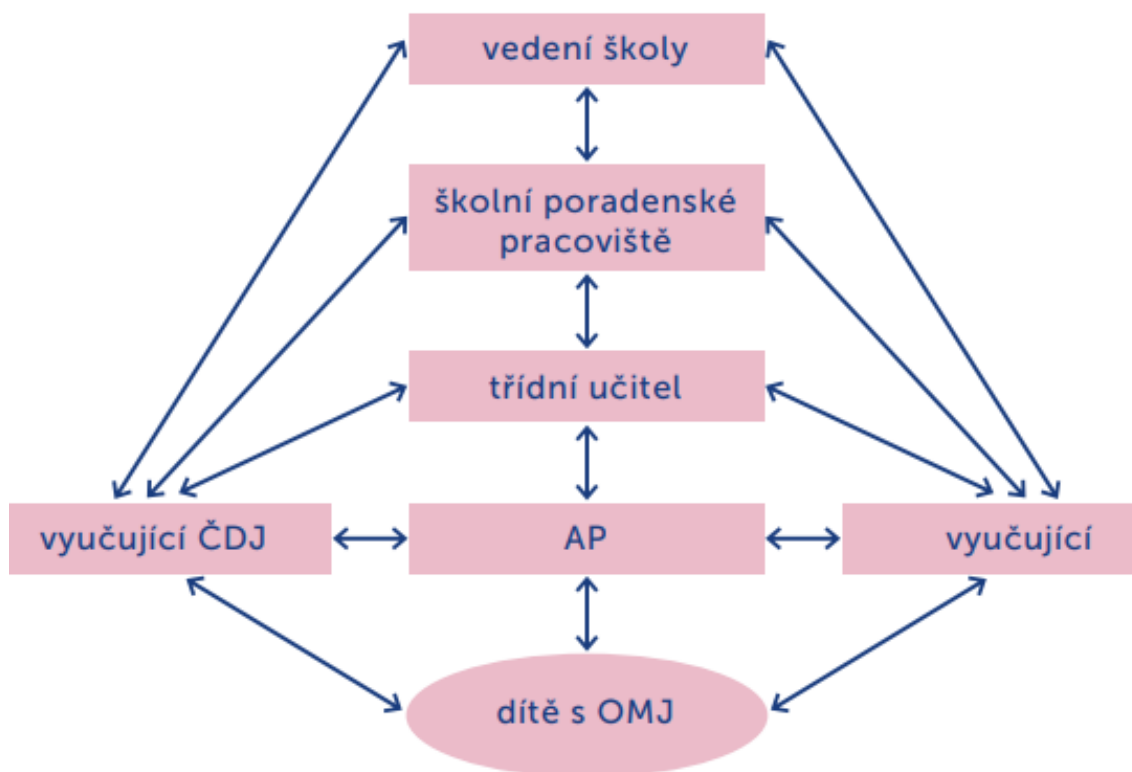 vedení školy
školní poradenské
pracoviště
třídní učitel
vyučující ČDJ
AP
vyučující
dítě s OMJ